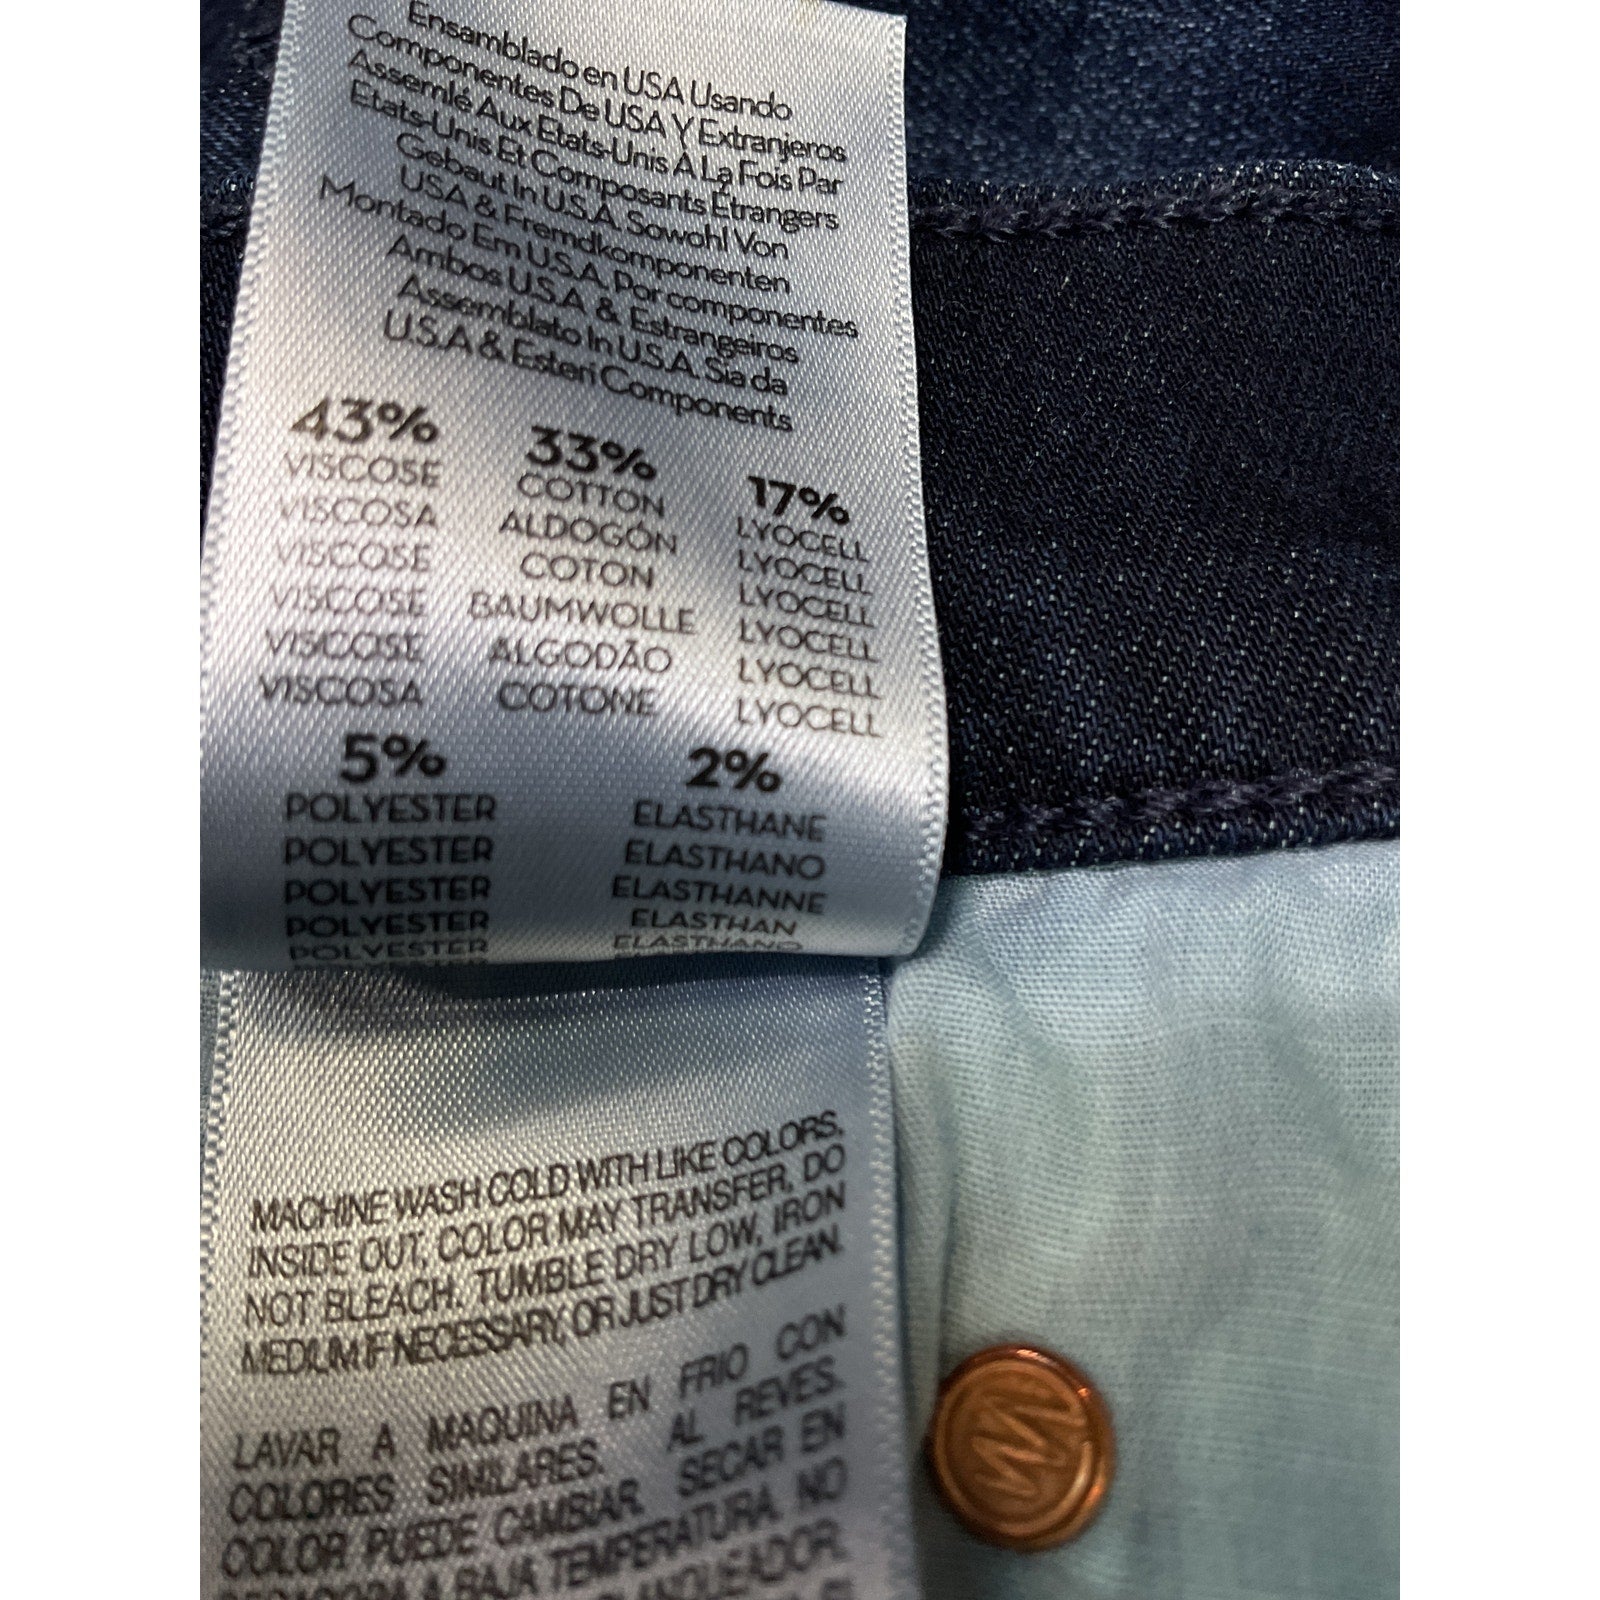 Ensamblado en USA Usando
Componentes De USA Y Extranjeros
Assemlé Aux Etats-Unis À La Fois Par
Etats-Unis Et Composants Étrangers
Gebaut In U.S.A. Sowohl Von
USA & Fremdkomponenten
Montado Em U.S.A. Por componentes
Ambos U.S.A & Estrangeiros
Assemblato In U.S.A. Sia da
U.S.A & Esteri Components
43% 33% 17%
VISCOSE COTTON LYOCELL
VISCOSA ALDOGÓN LYOCELL
VISCOSE COTON LYOCELL
VISCOSE BAUMWOLLE LYOCELL
VISCOSE ALGODÃO LYOCELL
VISCOSA COTONE LYOCELL
5% 2%
POLYESTER ELASTHANE
POLYESTER ELASTHANO
POLYESTER ELASTHANNE
POLYESTER ELASTHAN
POLYESTER ELASTHANO
MACHINE WASH COLD WITH LIKE COLORS,
INSIDE OUT, COLOR MAY TRANSFER, DO
NOT BLEACH. TUMBLE DRY LOW, IRON
MEDIUM IF NECESSARY, OR JUST DRY CLEAN.
LAVAR A MAQUINA EN FRIO CON
COLORES SIMILARES. AL REVES.
COLOR PUEDE CAMBIAR. SECAR EN
A BAJA TEMPERATURA, NO